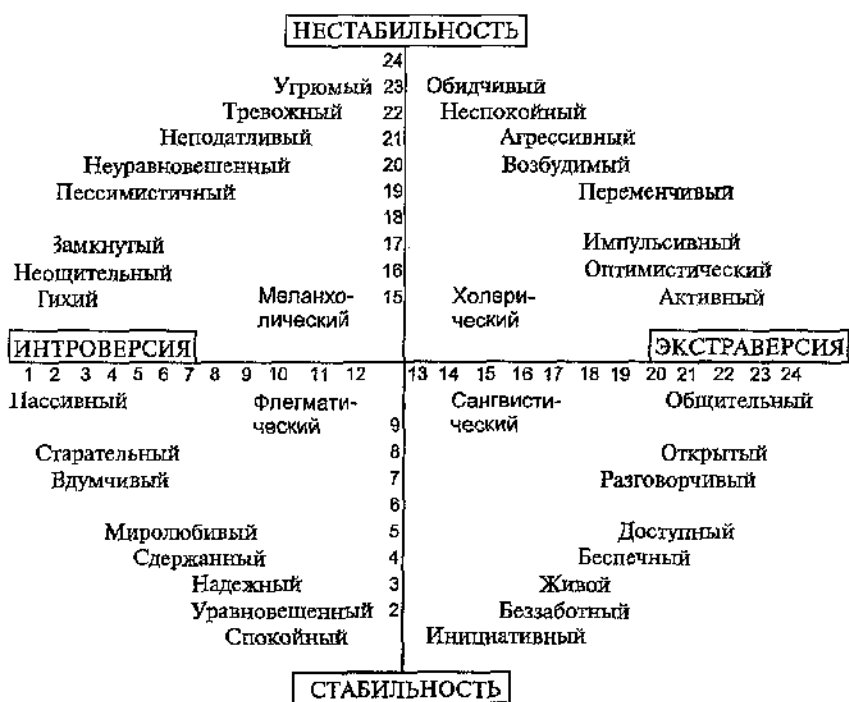 НЕСТАБИЛЬНОСТЬ
24
Угрюмый 23 Обидчивый
Тревожный 22 Неспокойный
Неподатливый 21 Агрессивный
Неуравновешенный 20 Возбудимый
Пессимистичный 19 Переменчивый
18
Замкнутый 17 Импульсивный
Неощительный 16 Оптимистический
Гихий Меланхо- 15 Холери- Активный
лический ческий
ИНТРОВЕРСИЯ ЭКСТРАВЕРСИЯ
1 2 3 4 5 6 7 8 9 10 11 12 13 14 15 16 17 18 19 20 21 22 23 24
Пассивный Флегмати- Сангвисти- Общительный
ческий 9 ческий
Старательный 8 Открытый
Вдумчивый 7 Разговорчивый
6
Миролюбивый 5 Доступный
Сдержанный 4 Беспечный
Надежный 3 Живой
Уравновешенный 2 Беззаботный
Спокойный Инициативный
СТАБИЛЬНОСТЬ